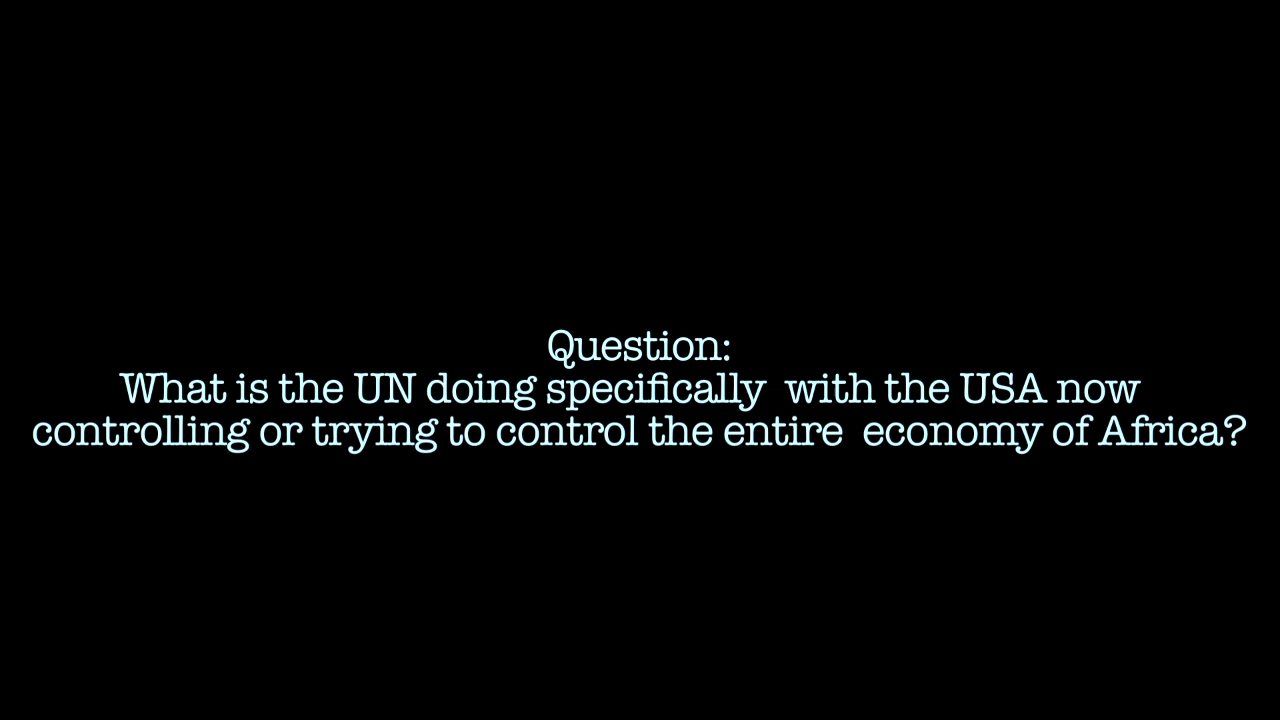 Question:
What is the UN doing specifically  with the USA now
controlling or trying to control the entire  economy of Africa?